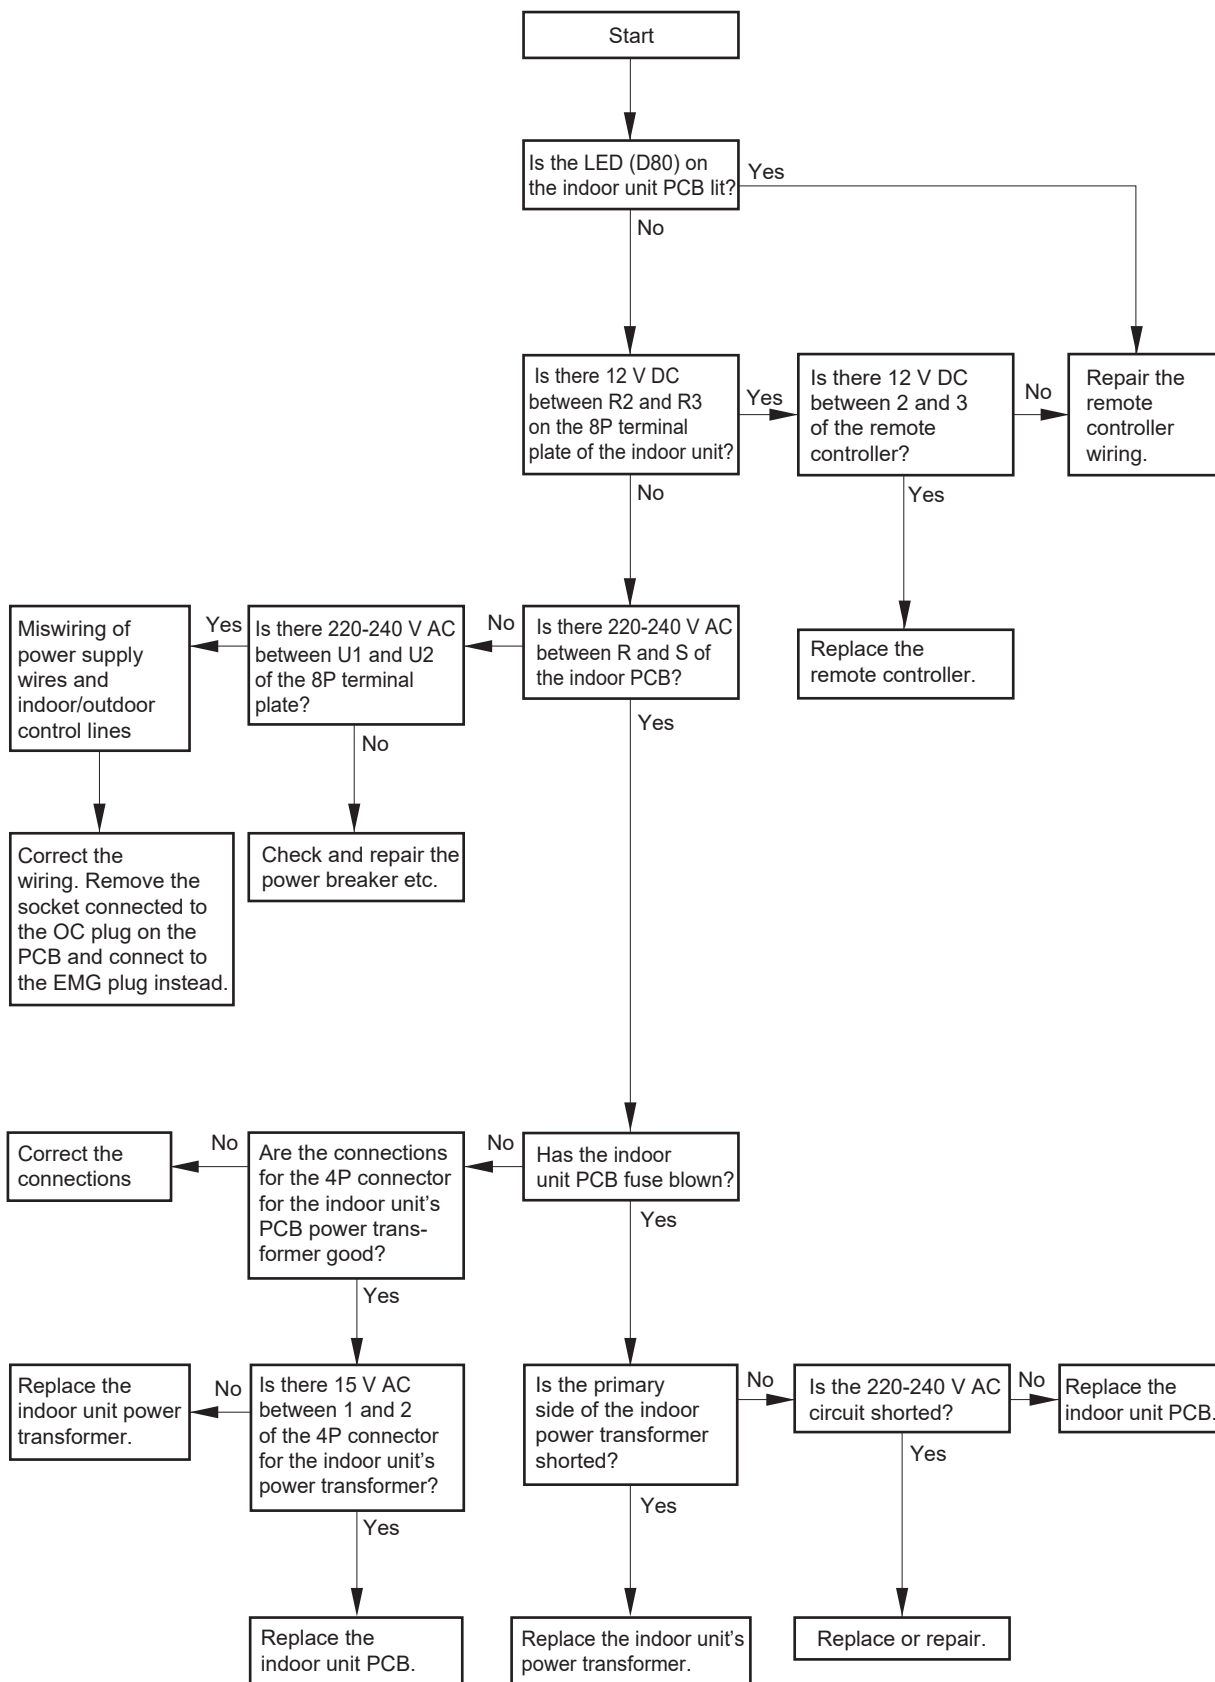 Start
Is the LED (D80) on
the indoor unit PCB lit?
Yes
No
Is there 12 V DC
between R2 and R3
on the 8P terminal
plate of the indoor unit?
Yes
Is there 12 V DC
between 2 and 3
of the remote
controller?
No
Repair the
remote
controller
wiring.
No
Yes
Miswiring of
power supply
wires and
indoor/outdoor
control lines
Yes
Is there 220-240 V AC
between U1 and U2
of the 8P terminal
plate?
No
Is there 220-240 V AC
between R and S of
the indoor PCB?
Replace the
remote controller.
No
Yes
Correct the
wiring. Remove the
socket connected to
the OC plug on the
PCB and connect to
the EMG plug instead.
Check and repair the
power breaker etc.
Correct the
connections
No
Are the connections
for the 4P connector
for the indoor unit's
PCB power trans-
former good?
No
Has the indoor
unit PCB fuse blown?
Yes
Yes
Replace the
indoor unit power
transformer.
No
Is there 15 V AC
between 1 and 2
of the 4P connector
for the indoor unit's
power transformer?
Is the primary
side of the indoor
power transformer
shorted?
No
Is the 220-240 V AC
circuit shorted?
No
Replace the
indoor unit PCB.
Yes
Yes
Yes
Replace the
indoor unit PCB.
Replace the indoor unit's
power transformer.
Replace or repair.